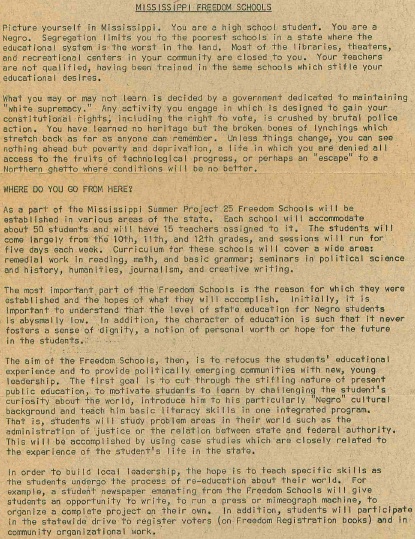 MISSISSIPPI FREEDOM SCHOOLS
Picture yourself in Mississippi. You are a high school student. You are a
Negro. Segregation limits you to the poorest schools in a state where the
educational system is the worst in the land. Most of the libraries, theaters,
and recreational centers in your community are closed to you. Your teachers
are not qualified, having been trained in the same schools which stifle your
educational desires.
What you may or may not learn is decided by a government dedicated to maintaining
"white supremacy." Any activity you engage in which is designed to gain your
constitutional rights, including the right to vote, is crushed by brutal police
action. You have learned no heritage but the broken bones of lynchings which
stretch back as far as anyone can remember. Unless things change, you can see
nothing ahead but poverty and deprivation, a life in which you are denied all
access to the fruits of technological progress, or perhaps an "escape" to a
Northern ghetto where conditions will be no better.
WHERE DO YOU GO FROM HERE?
As a part of the Mississippi Summer Project 25 Freedom Schools will be
established in various areas of the state. Each school will accommodate
about 50 students and will have 15 teachers assigned to it. The students will
come largely from the 10th, 11th, and 12th grades, and sessions will run for
five days each week. Curriculum for these schools will cover a wide area:
remedial work in reading, math, and basic grammar; seminars in political science
and history, humanities, journalism, and creative writing.
The most important part of the Freedom Schools is the reason for which they were
established and the hopes of what they will accomplish. Initially, it is
important to understand that the level of state education for Negro students
is abysmally low. In addition, the character of education is such that it never
fosters a sense of dignity, a notion of personal worth or hope for the future
in the students.
The aim of the Freedom Schools, then, is to refocus the students' educational
experience and to provide politically emerging communities with new, young
leadership. The first goal is to cut through the stifling nature of present
public education, to motivate students to learn by challenging the student's
curiosity about the world, introduce him to his particularly "Negro" cultural
background and teach him basic literacy skills in one integrated program.
That is, students will study problem areas in their world such as the
administration of justice or the relation between state and federal authority.
This will be accomplished by using case studies which are closely related to
the experience of the student's life in the state.
In order to build local leadership, the hope is to teach specific skills as
the students undergo the process of re-education about their world. For
example, a student newspaper emanating from the Freedom Schools will give
students an opportunity to write, to run a press or mimeograph machine, to
organize a complete project on their own. In addition, students will participate
in the statewide drive to register voters (on Freedom Registration books) and in
community organizational work.